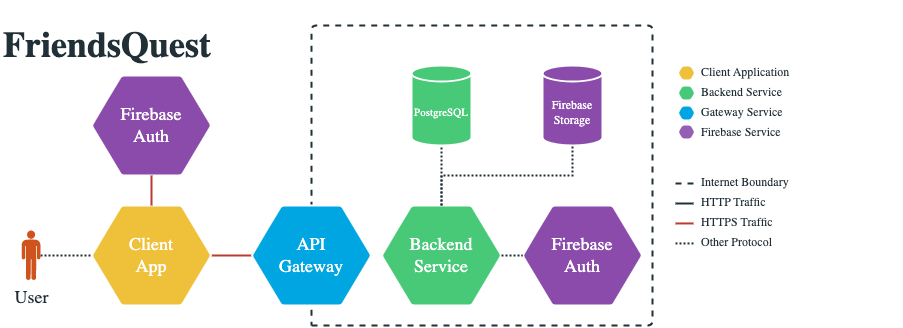 FriendsQuest
Firebase
Auth
PostgreSQL
Firebase
Storage
Client Application
Backend Service
Gateway Service
Firebase Service
Internet Boundary
HTTP Traffic
HTTPS Traffic
Other Protocol
User
Client
App
API
Gateway
Backend
Service
Firebase
Auth